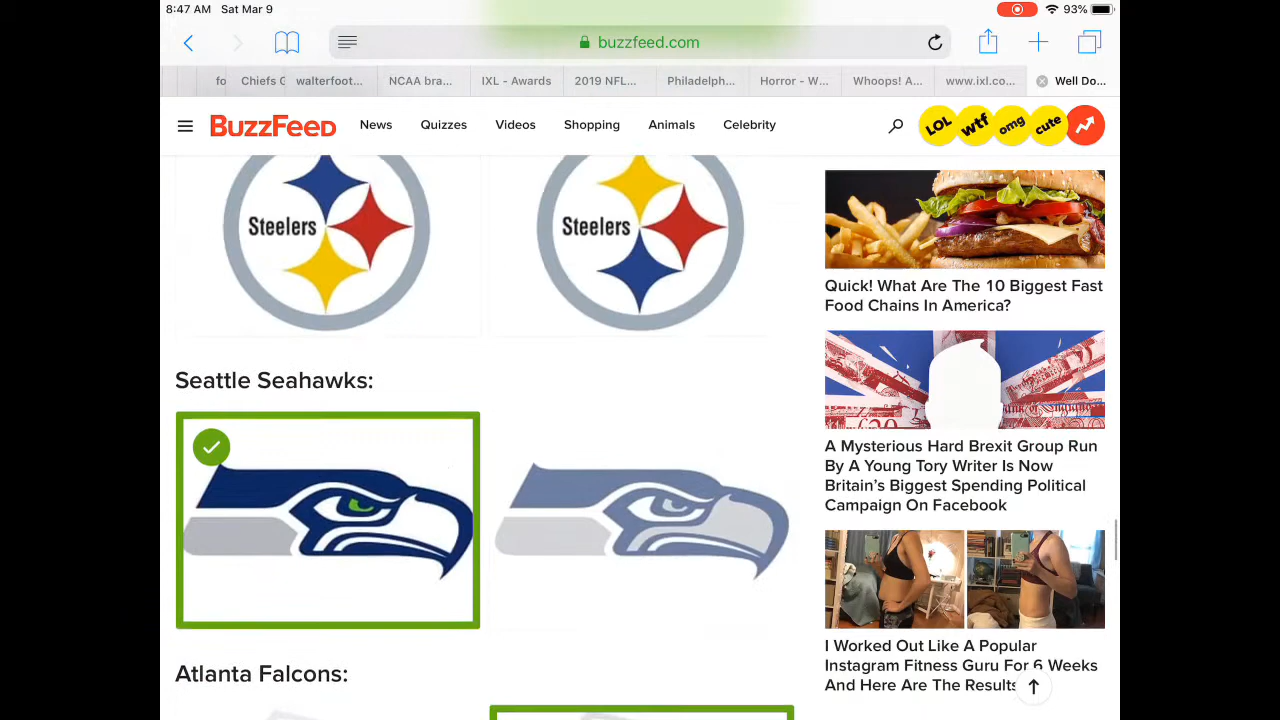 8:47 AM Sat Mar 9
93%
buzzfeed.com
fo
Chiefs G
walterfoot...
NCAA bra...
IXL - Awards
2019 NFL...
Philadelph...
Horror - W...
Whoops! A...
www.ixl.co...
Well Do...
BuzzFeed
News
Quizzes
Videos
Shopping
Animals
Celebrity
LOL
wtf
omg
cute
Steelers
Steelers
Seattle Seahawks:
Atlanta Falcons:
Quick! What Are The 10 Biggest Fast
Food Chains In America?
A Mysterious Hard Brexit Group Run
By A Young Tory Writer Is Now
Britain's Biggest Spending Political
Campaign On Facebook
I Worked Out Like A Popular
Instagram Fitness Guru For 6 Weeks
And Here Are The Results